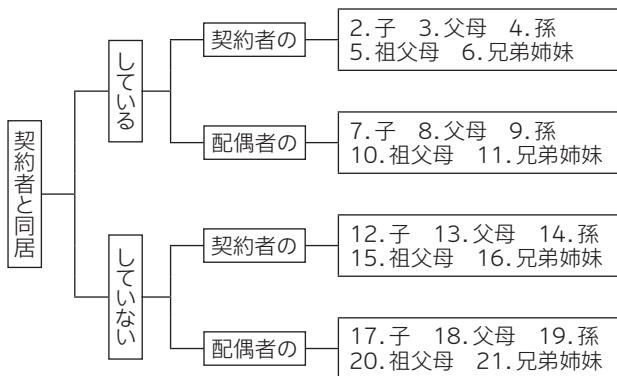 契約者と同居
している
契約者の
2.子 3.父母 4.孫
5.祖父母 6.兄弟姉妹
配偶者の
7.子 8.父母 9.孫
10.祖父母 11.兄弟姉妹
していない
契約者の
12.子 13.父母 14.孫
15.祖父母 16.兄弟姉妹
配偶者の
17.子 18.父母 19.孫
20.祖父母 21.兄弟姉妹